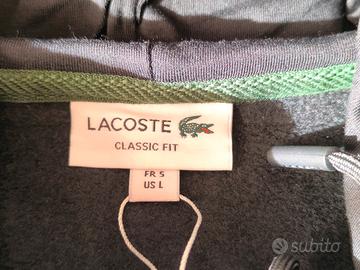 LACOSTE
CLASSIC FIT
FR 5
US L
subito